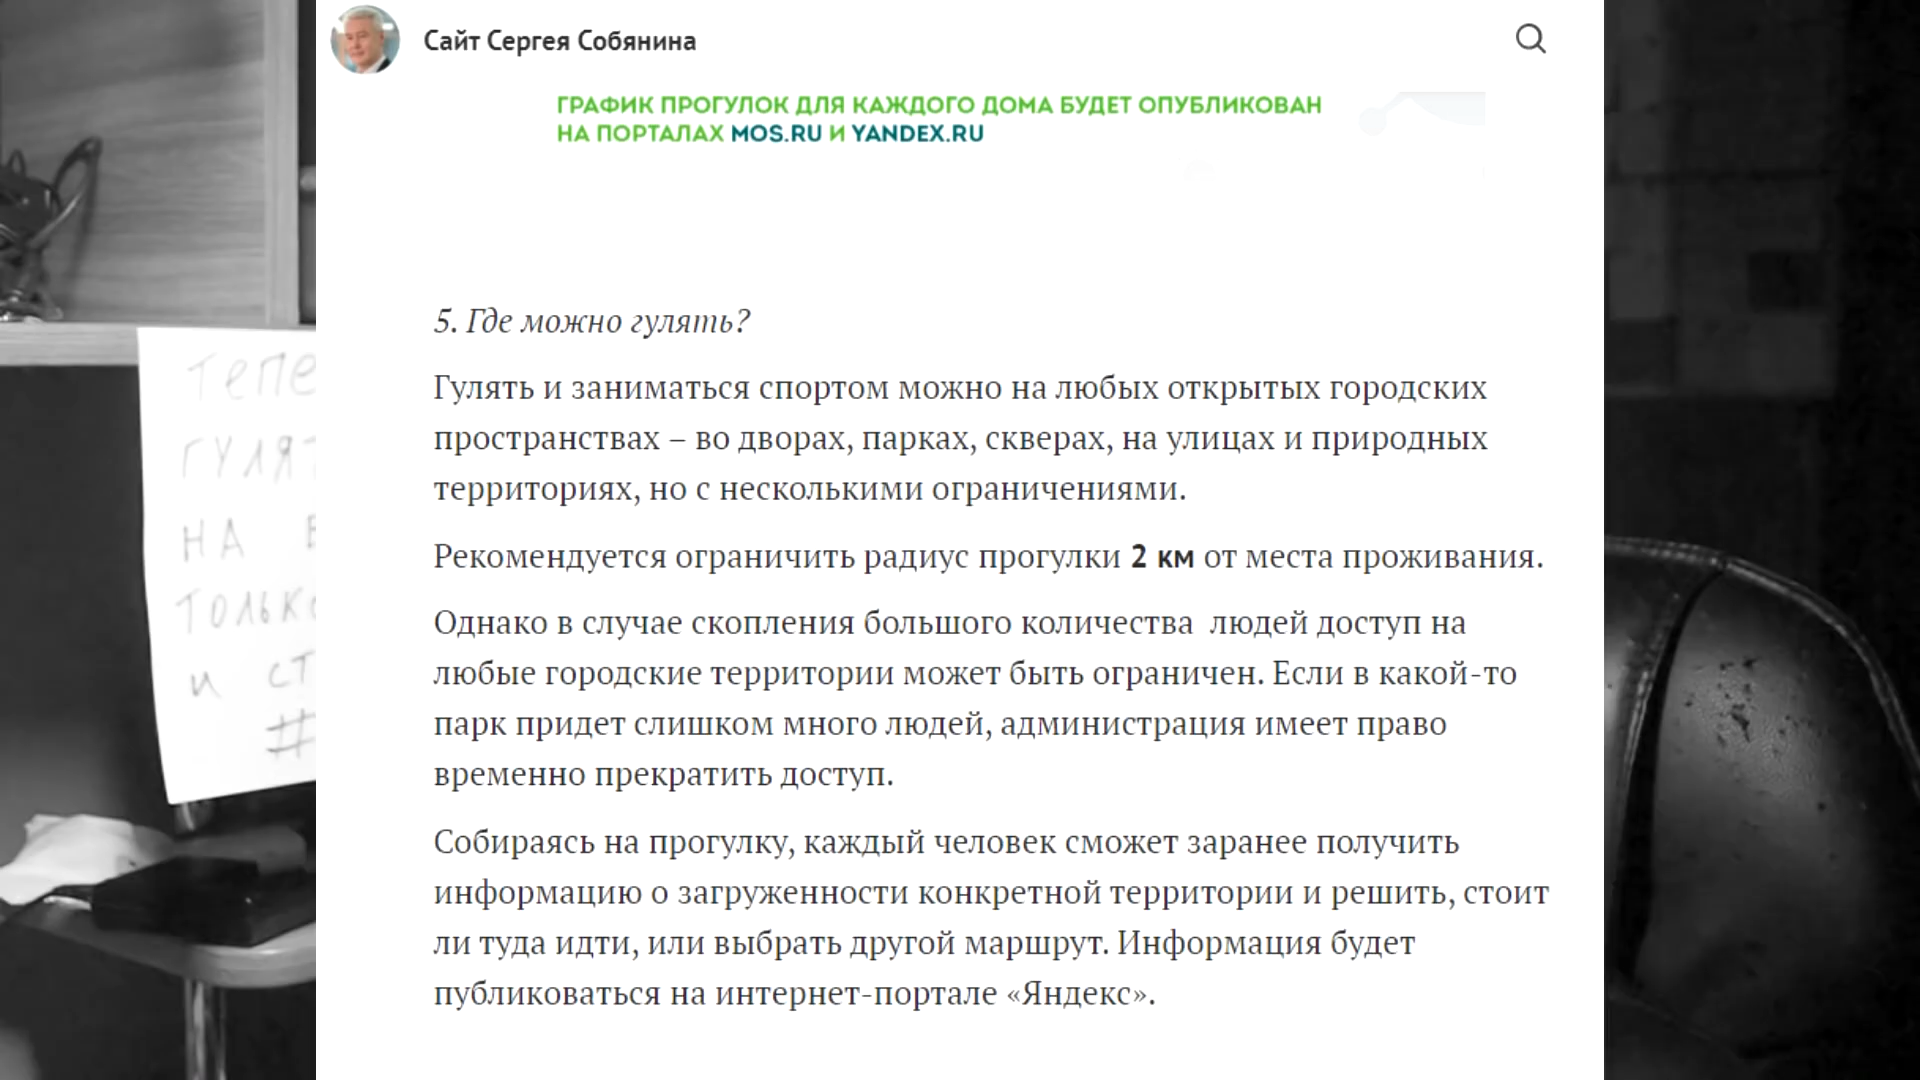 Сайт Сергея Собянина
ГРАФИК ПРОГУЛОК ДЛЯ КАЖДОГО ДОМА БУДЕТ ОПУБЛИКОВАН
НА ПОРТАЛАХ MOS.RU И YANDEX.RU
5. Где можно гулять?
Гулять и заниматься спортом можно на любых открытых городских
пространствах – во дворах, парках, скверах, на улицах и природных
территориях, но с несколькими ограничениями.
Рекомендуется ограничить радиус прогулки 2 км от места проживания.
Однако в случае скопления большого количества людей доступ на
любые городские территории может быть ограничен. Если в какой-то
парк придет слишком много людей, администрация имеет право
временно прекратить доступ.
Собираясь на прогулку, каждый человек сможет заранее получить
информацию о загруженности конкретной территории и решить, стоит
ли туда идти, или выбрать другой маршрут. Информация будет
публиковаться на интернет-портале «Яндекс».
НА
и
#